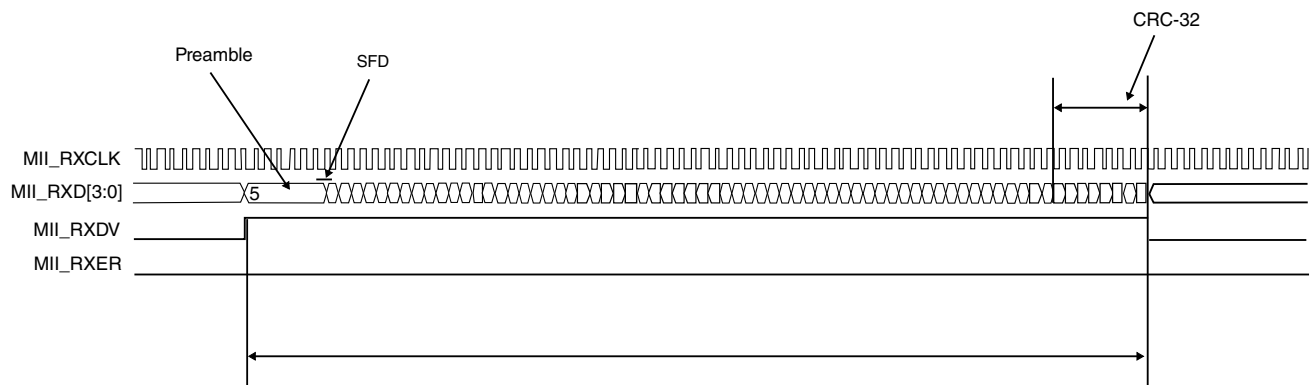 CRC-32
Preamble
SFD
MII_RXCLK
MII_RXD[3:0]
5
MII_RXDV
MII_RXER